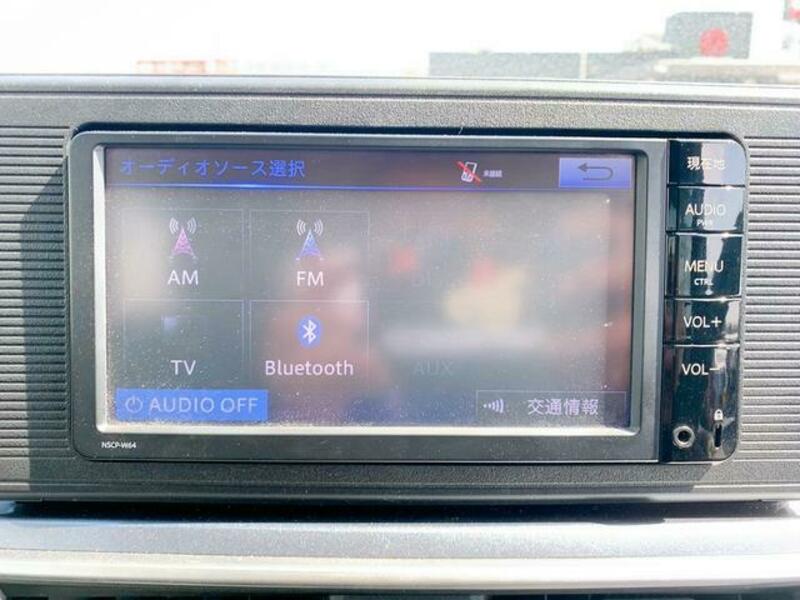 オーディオソース選択
未接続
現在地
AUDIO
PWR
MENU
CTRL
VOL+
VOL−
AM
FM
TV
Bluetooth
AUX
AUDIO OFF
交通情報
NSCP-W64